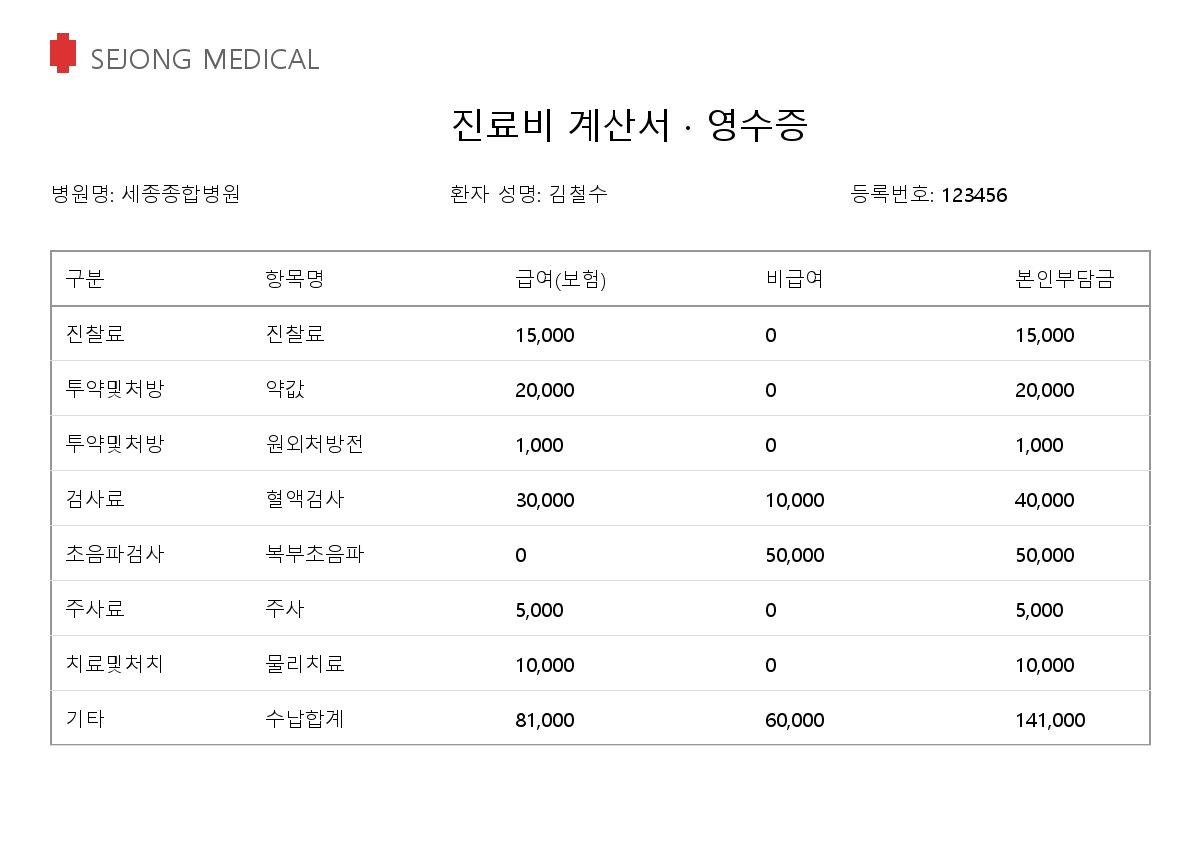 SEJONG MEDICAL
진료비 계산서 · 영수증
병원명: 세종종합병원 환자 성명: 김철수 등록번호: 123456
구분 항목명 급여(보험) 비급여 본인부담금
진찰료 진찰료 15,000 0 15,000
투약및처방 약값 20,000 0 20,000
투약및처방 원외처방전 1,000 0 1,000
검사료 혈액검사 30,000 10,000 40,000
초음파검사 복부초음파 0 50,000 50,000
주사료 주사 5,000 0 5,000
치료및처치 물리치료 10,000 0 10,000
기타 수납합계 81,000 60,000 141,000